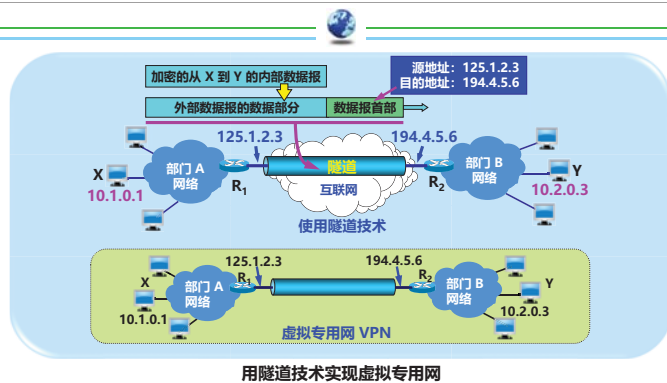 加密的从 X 到 Y 的内部数据报
源地址：125.1.2.3
目的地址：194.4.5.6
外部数据报的数据部分
数据报首部
125.1.2.3
194.4.5.6
X
10.1.0.1
部门 A
网络
R1
隧道
互联网
R2
部门 B
网络
Y
10.2.0.3
使用隧道技术
125.1.2.3
194.4.5.6
X
10.1.0.1
部门 A
网络
R1
R2
部门 B
网络
Y
10.2.0.3
虚拟专用网 VPN
用隧道技术实现虚拟专用网